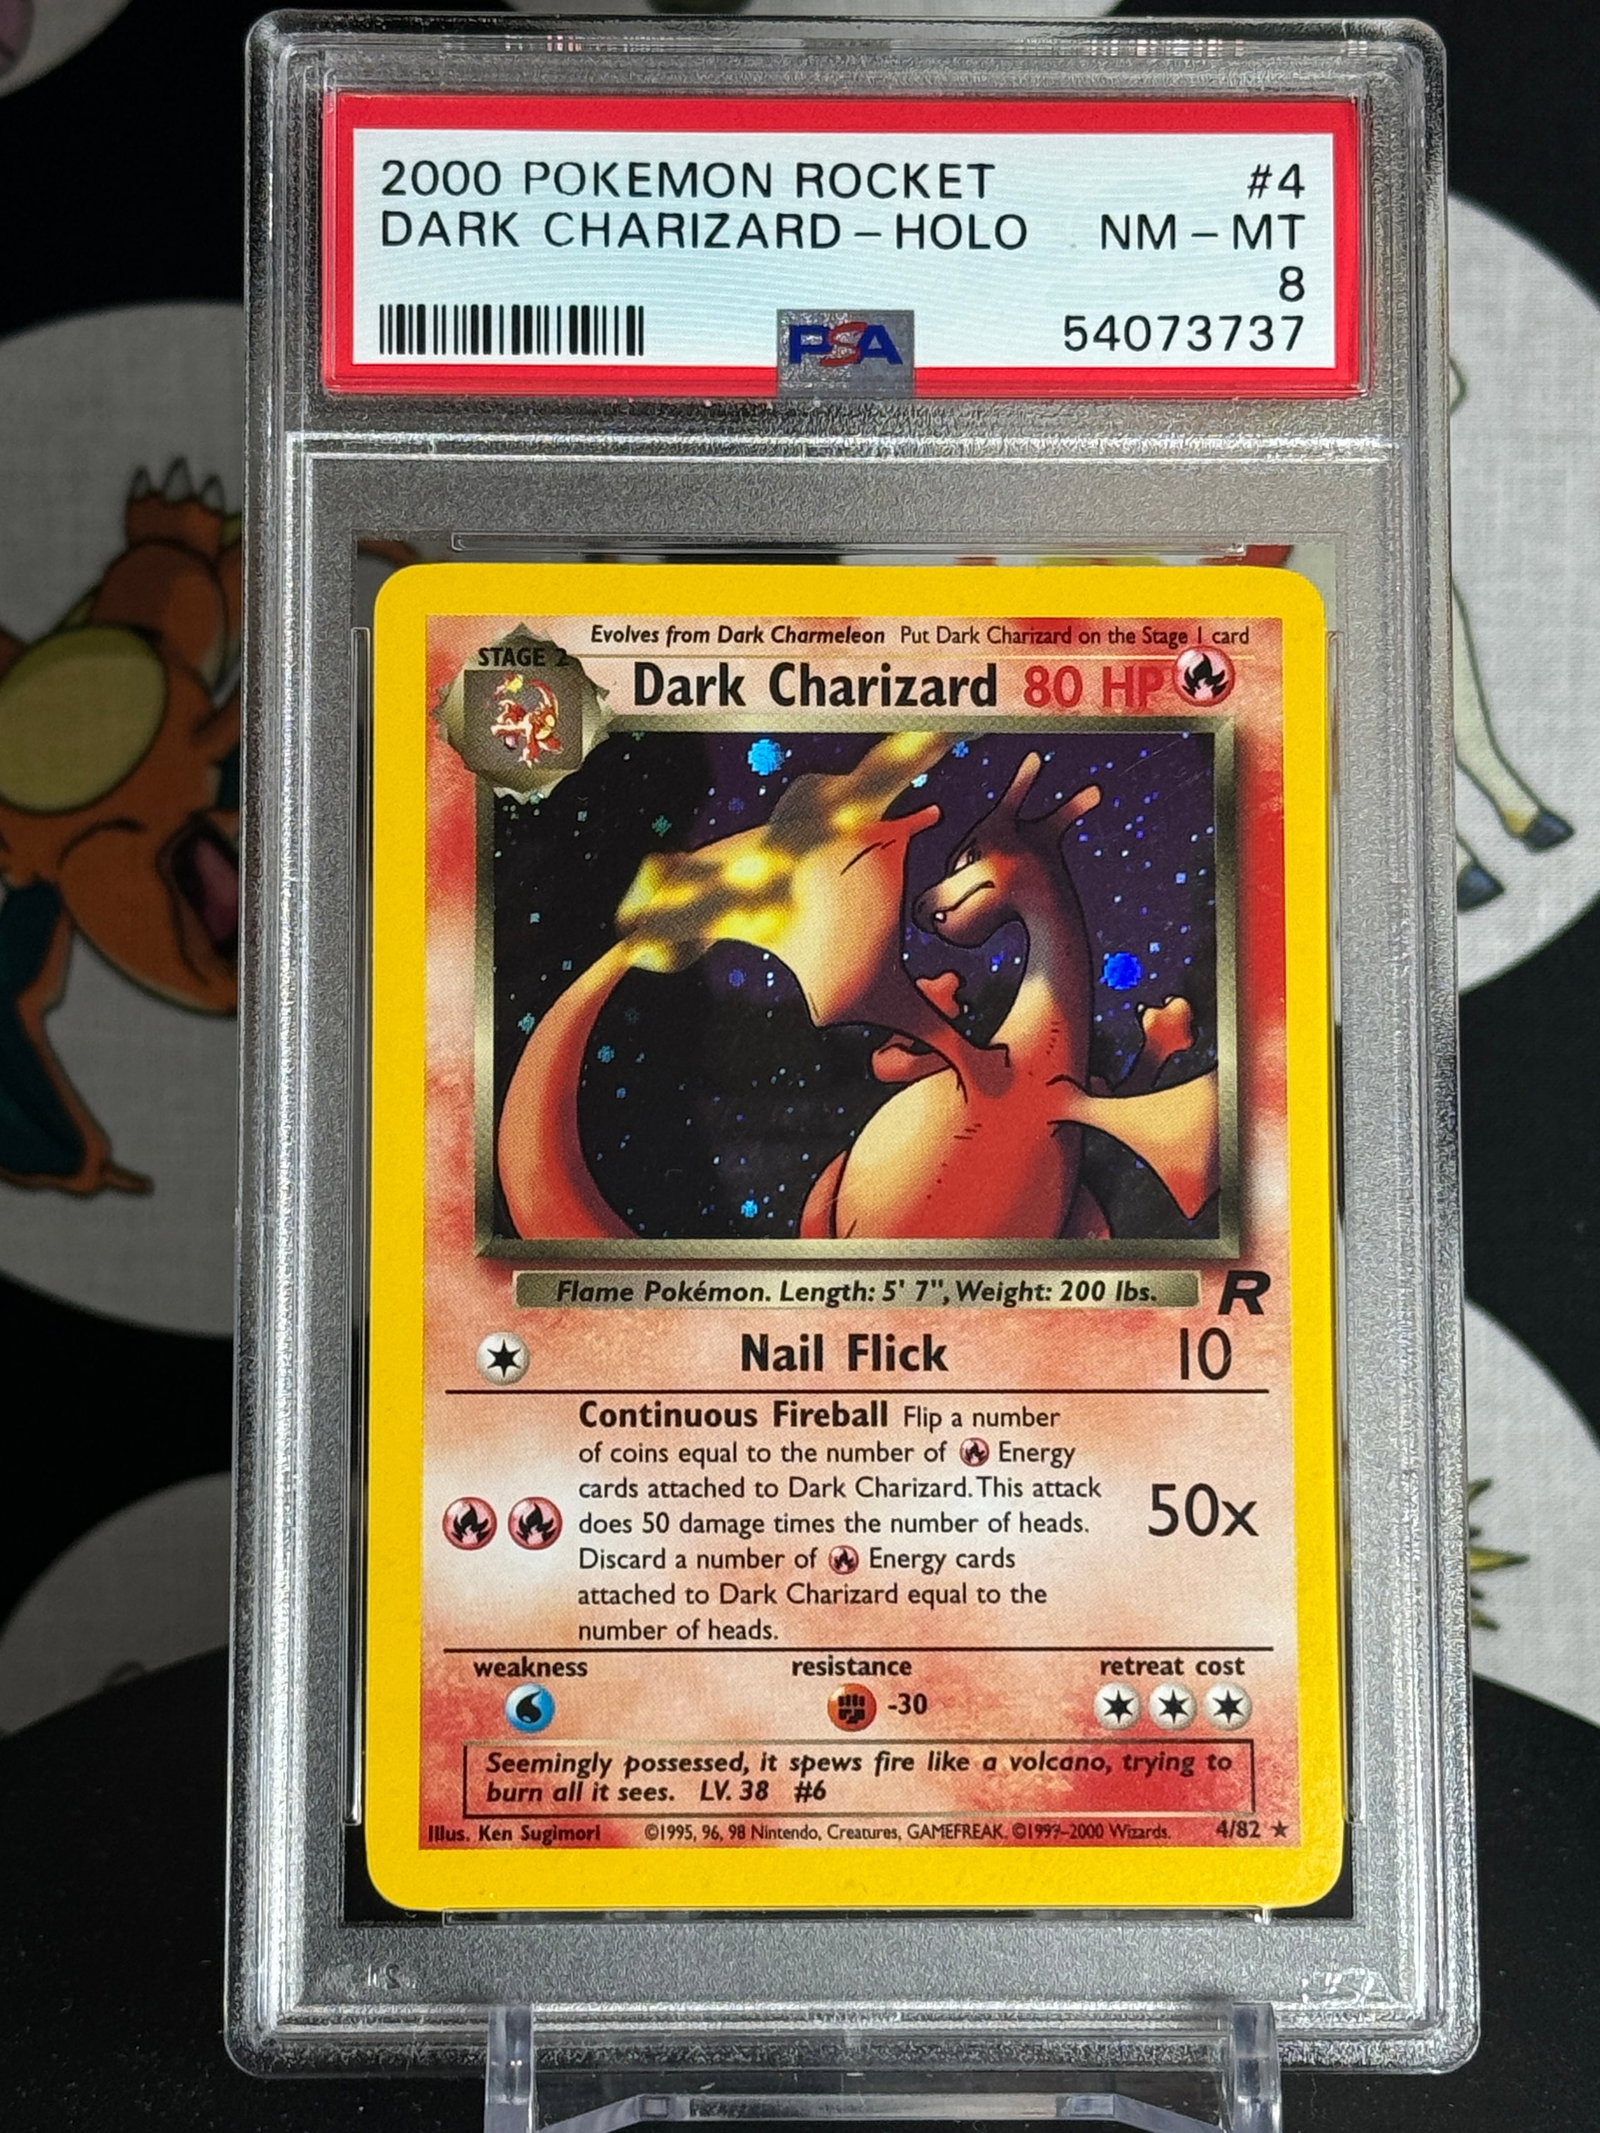 2000 POKEMON ROCKET #4
DARK CHARIZARD - HOLO NM - MT
8
PSA 54073737
Evolves from Dark Charmeleon Put Dark Charizard on the Stage 1 card
STAGE 2
Dark Charizard 80 HP
Flame Pokémon. Length: 5' 7", Weight: 200 lbs.
R
Nail Flick 10
Continuous Fireball Flip a number
of coins equal to the number of Energy
cards attached to Dark Charizard. This attack
does 50 damage times the number of heads.
Discard a number of Energy cards
attached to Dark Charizard equal to the
number of heads.
50x
weakness resistance retreat cost
-30
Seemingly possessed, it spews fire like a volcano, trying to
burn all it sees. LV. 38 #6
Illus. Ken Sugimori ©1995, 96, 98 Nintendo, Creatures, GAMEFREAK. ©1999-2000 Wizards. 4/82 ★
PSA